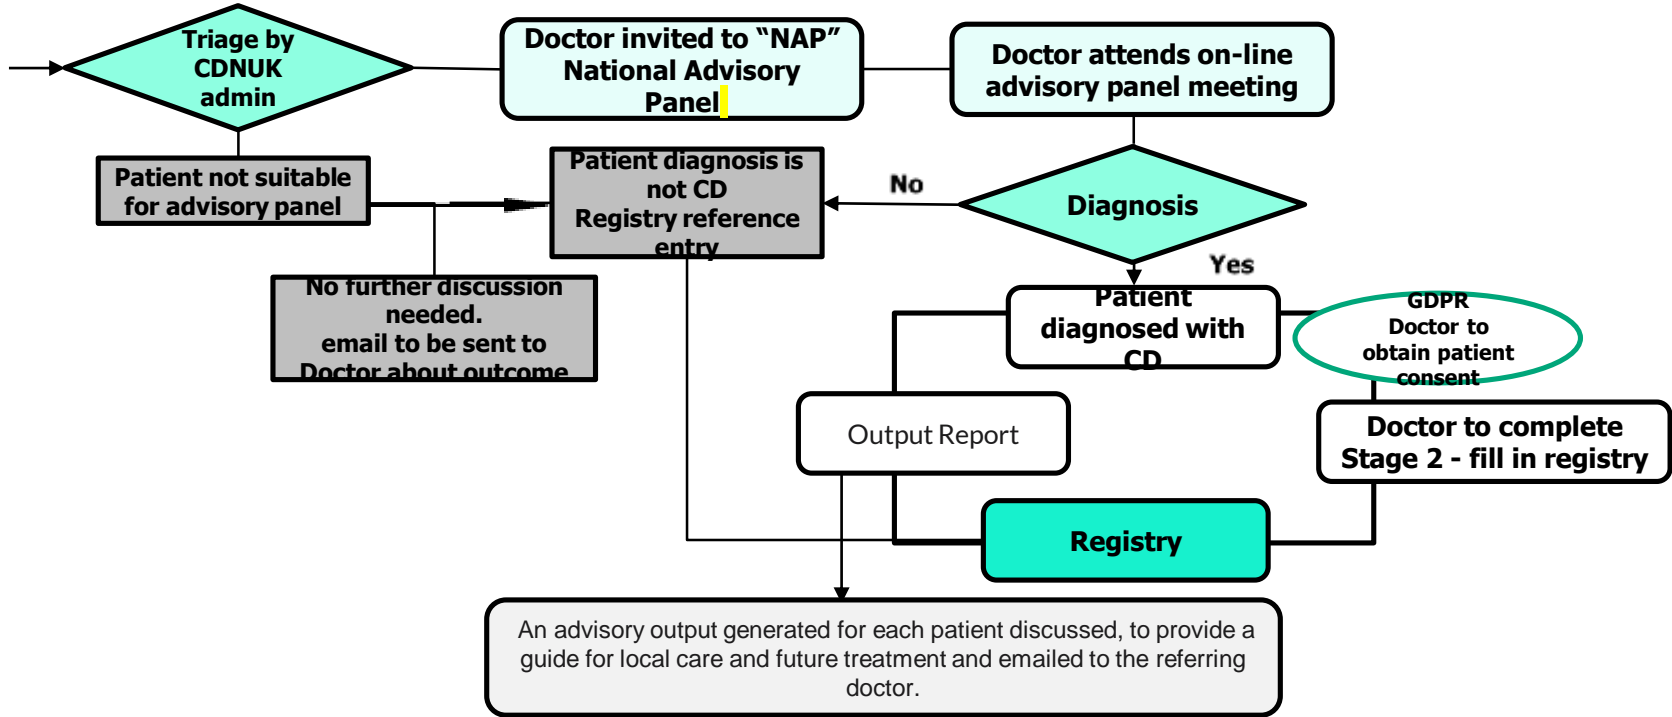 Triage by
CDNUK
admin
Doctor invited to “NAP”
National Advisory
Panel
Doctor attends on-line
advisory panel meeting
Patient not suitable
for advisory panel
Patient diagnosis is
not CD
Registry reference
entry
No
Diagnosis
Yes
No further discussion
needed.
email to be sent to
Doctor about outcome
Patient
diagnosed with
CD
GDPR
Doctor to
obtain patient
consent
Output Report
Doctor to complete
Stage 2 - fill in registry
Registry
An advisory output generated for each patient discussed, to provide a
guide for local care and future treatment and emailed to the referring
doctor.